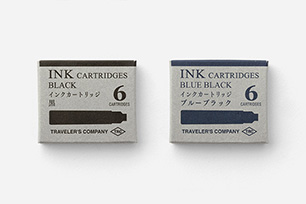 INK CARTRIDGES
BLACK
インクカートリッジ
黒
6
CARTRIDGES
TRAVELER'S COMPANY
TRC
INK CARTRIDGES
BLUE BLACK
インクカートリッジ
ブルーブラック
6
CARTRIDGES
TRAVELER'S COMPANY
TRC